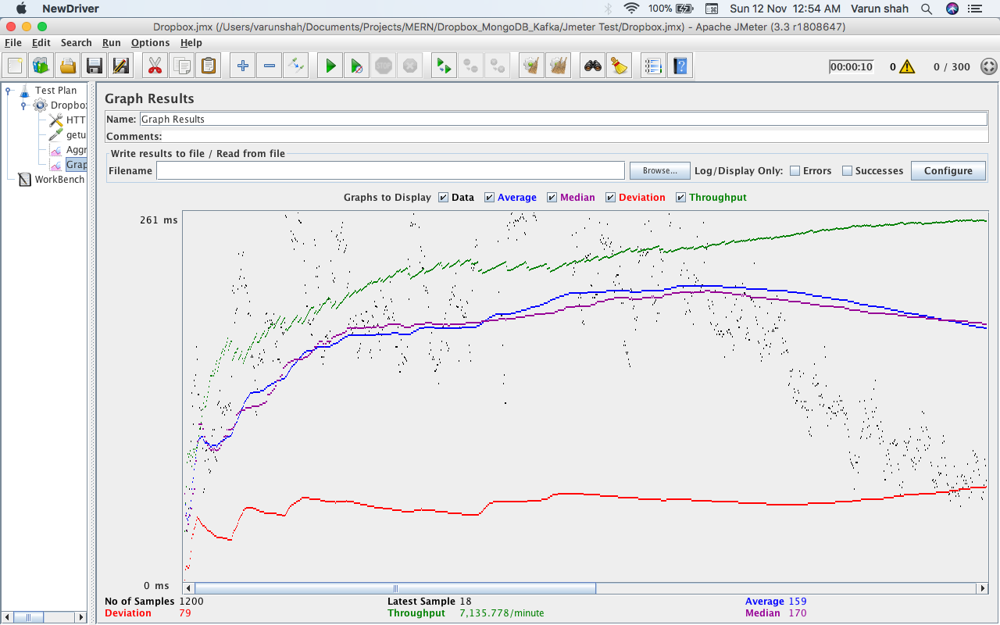 NewDriver 100% Sun 12 Nov 12:54 AM Varun shah
Dropbox.jmx (/Users/varunshah/Documents/Projects/MERN/Dropbox_MongoDB_Kafka/Jmeter Test/Dropbox.jmx) - Apache JMeter (3.3 r1808647)
File Edit Search Run Options Help
STOP 00:00:10 0 0 / 300
Test Plan
Dropbo
HTT
getu
Aggr
Grap
WorkBench
Graph Results
Name: Graph Results
Comments:
Write results to file / Read from file
Filename Browse... Log/Display Only: Errors Successes Configure
Graphs to Display Data Average Median Deviation Throughput
261 ms
0 ms
No of Samples 1200 Latest Sample 18 Average 159
Deviation 79 Throughput 7,135.778/minute Median 170